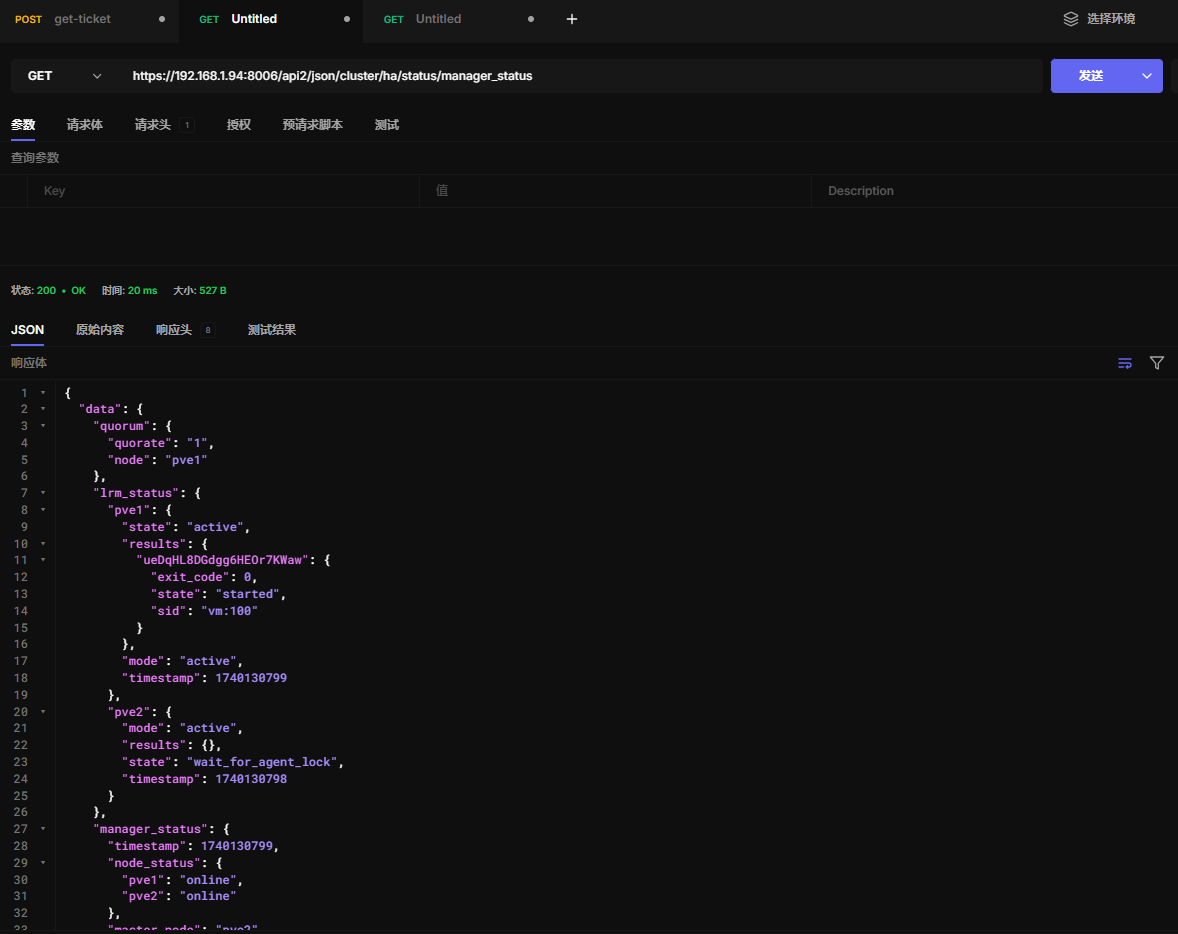 POST get-ticket GET Untitled GET Untitled + 选择环境
GET https://192.168.1.94:8006/api2/json/cluster/ha/status/manager_status 发送
参数 请求体 请求头 1 授权 预请求脚本 测试
查询参数
Key 值 Description
状态: 200 • OK 时间: 20 ms 大小: 527 B
JSON 原始内容 响应头 8 测试结果
响应体
1 {
2 "data": {
3 "quorum": {
4 "quorate": "1",
5 "node": "pve1"
6 },
7 "lrm_status": {
8 "pve1": {
9 "state": "active",
10 "results": {
11 "ueDqHL8DGdgg6HEOr7KWaw": {
12 "exit_code": 0,
13 "state": "started",
14 "sid": "vm:100"
15 }
16 },
17 "mode": "active",
18 "timestamp": 1740130799
19 },
20 "pve2": {
21 "mode": "active",
22 "results": {},
23 "state": "wait_for_agent_lock",
24 "timestamp": 1740130798
25 }
26 },
27 "manager_status": {
28 "timestamp": 1740130799,
29 "node_status": {
30 "pve1": "online",
31 "pve2": "online"
32 },
33 "master_node": "pve2",